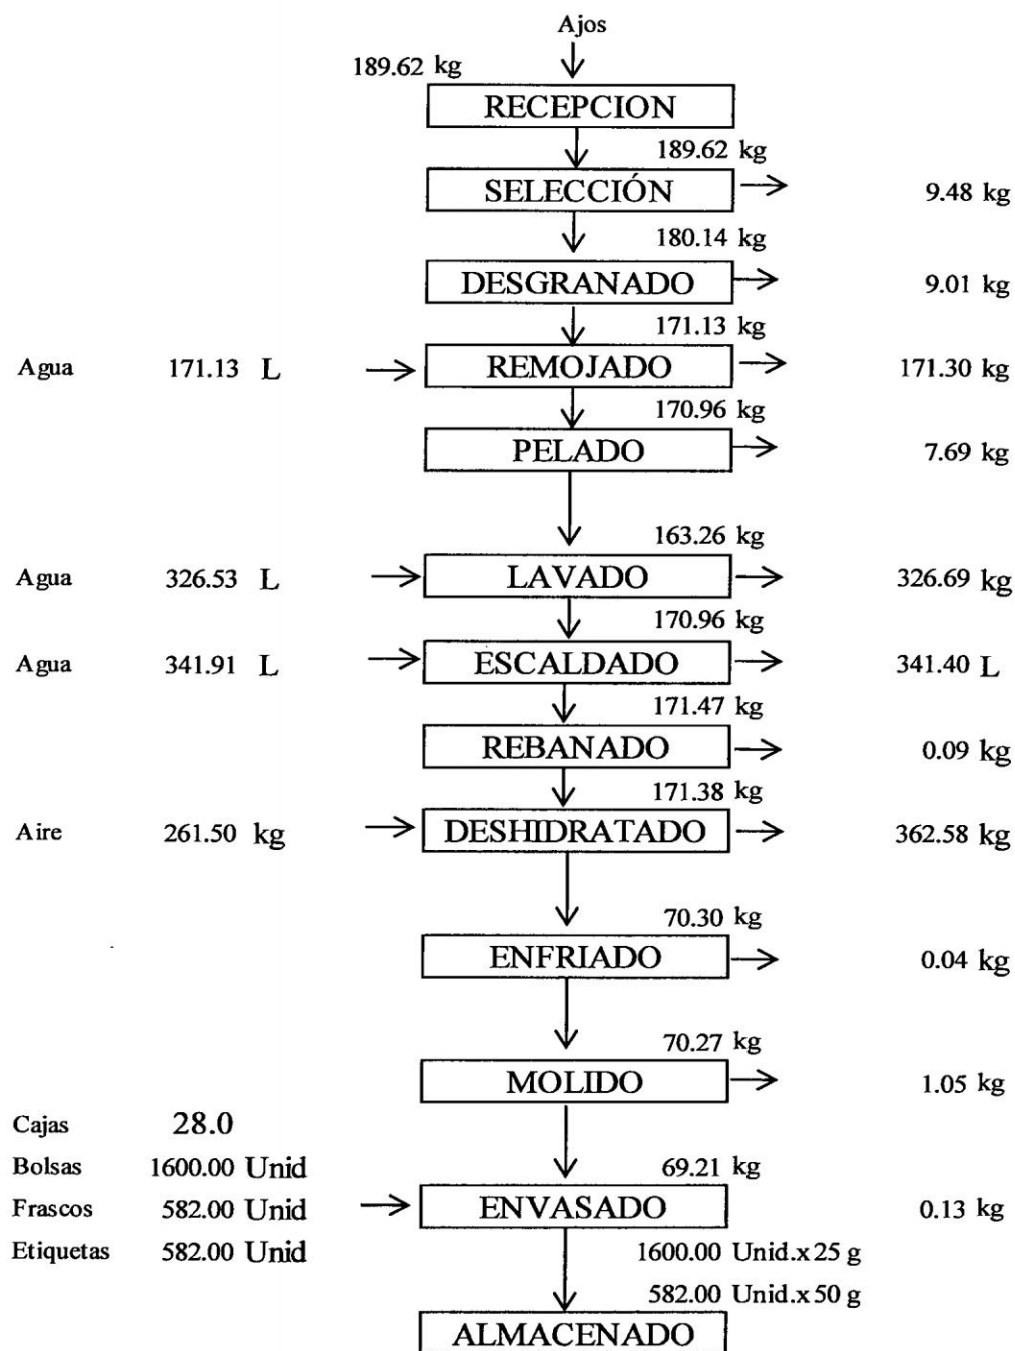 Ajos
189.62 kg
RECEPCION
189.62 kg
SELECCIÓN
9.48 kg
180.14 kg
DESGRANADO
9.01 kg
171.13 kg
Agua 171.13 L REMOJADO 171.30 kg
170.96 kg
PELADO 7.69 kg
163.26 kg
Agua 326.53 L LAVADO 326.69 kg
170.96 kg
Agua 341.91 L ESCALDADO 341.40 L
171.47 kg
REBANADO 0.09 kg
171.38 kg
Aire 261.50 kg DESHIDRATADO 362.58 kg
70.30 kg
ENFRIADO 0.04 kg
70.27 kg
MOLIDO 1.05 kg
Cajas 28.0
Bolsas 1600.00 Unid 69.21 kg
Frascos 582.00 Unid ENVASADO 0.13 kg
Etiquetas 582.00 Unid 1600.00 Unid.x 25 g
582.00 Unid.x 50 g
ALMACENADO